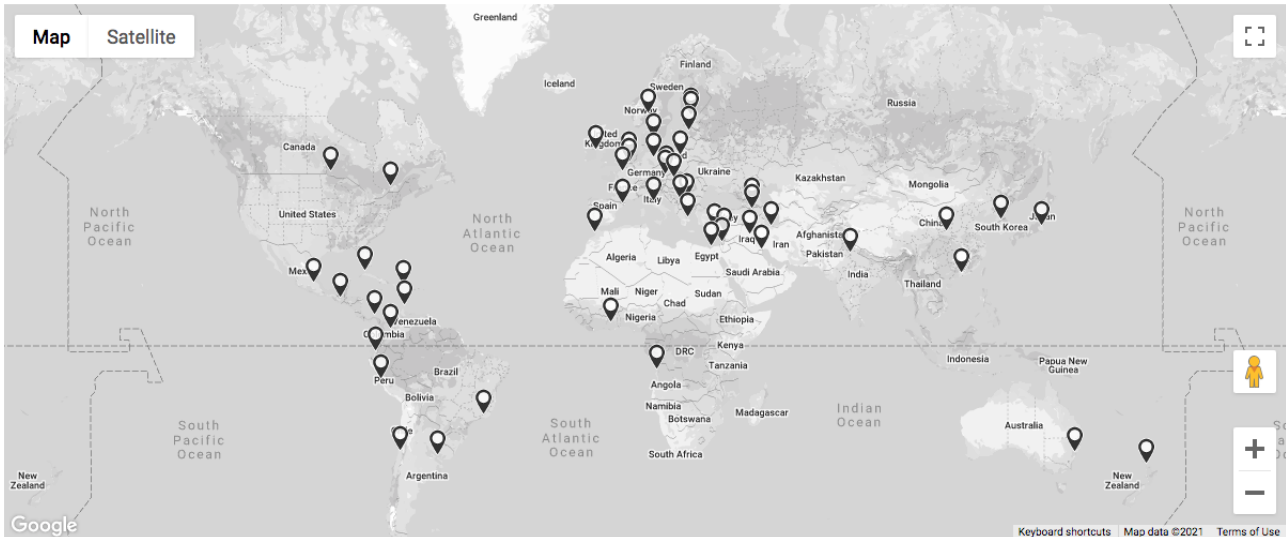 Map Satellite
Greenland
Iceland
Finland
Sweden
Norway
Russia
Canada
Kingdom
Germany
Ukraine
Kazakhstan
Mongolia
Italy
Spain
United States
North
Pacific
Ocean
North
Atlantic
Ocean
North
Pacific
Ocean
China
South Korea
Afghanistan
Pakistan
Iraq
Iran
Algeria
Libya
Egypt
Saudi Arabia
India
Thailand
Mali
Niger
Chad
Sudan
Nigeria
Ethiopia
Venezuela
Kenya
DRC
Tanzania
Indonesia
Papua New
Guinea
Peru
Brazil
Bolivia
Angola
Namibia
Botswana
Madagascar
South
Pacific
Ocean
South
Atlantic
Ocean
Indian
Ocean
Australia
South Africa
Argentina
New
Zealand
New
Zealand
Google
Keyboard shortcuts Map data ©2021 Terms of Use